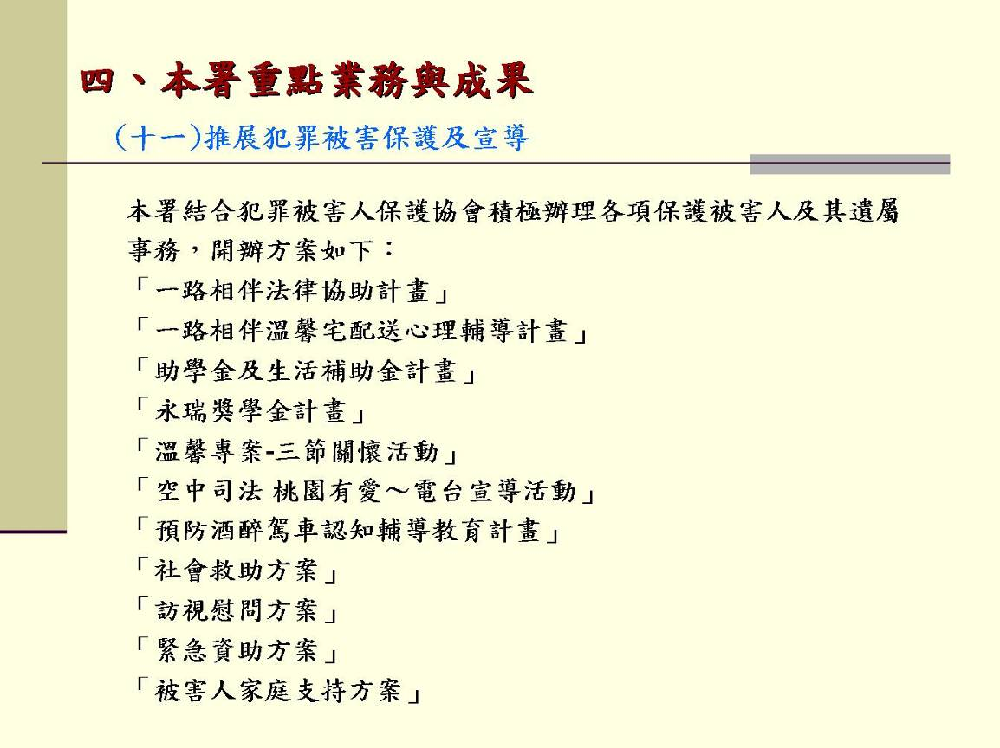 四、本署重點業務與成果
(十一)推展犯罪被害保護及宣導
本署結合犯罪被害人保護協會積極辦理各項保護被害人及其遺屬
事務，開辦方案如下：
「一路相伴法律協助計畫」
「一路相伴溫馨宅配送心理輔導計畫」
「助學金及生活補助金計畫」
「永瑞獎學金計畫」
「溫馨專案-三節關懷活動」
「空中司法 桃園有愛～電台宣導活動」
「預防酒醉駕車認知輔導教育計畫」
「社會救助方案」
「訪視慰問方案」
「緊急資助方案」
「被害人家庭支持方案」